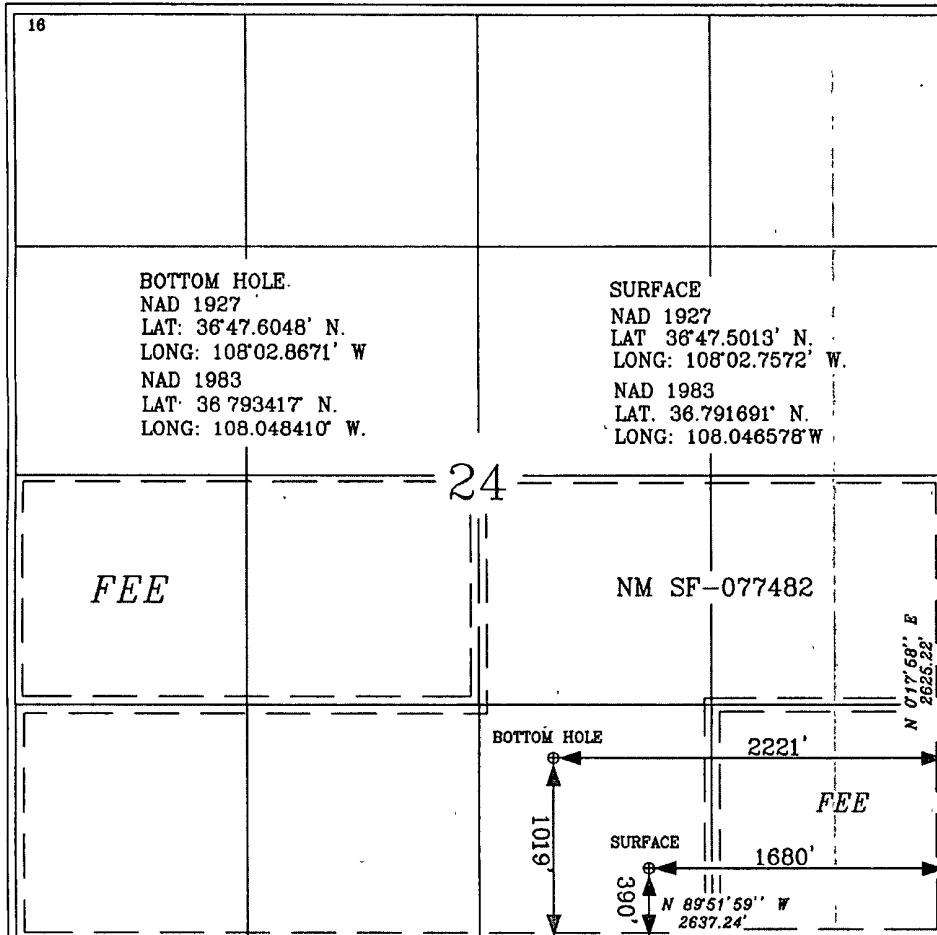 16
BOTTOM HOLE.
NAD 1927
LAT: 36°47.6048' N.
LONG: 108°02.8671' W
NAD 1983
LAT' 36 793417° N.
LONG: 108.048410° W.
SURFACE
NAD 1927
LAT 36°47.5013' N.
LONG: 108°02.7572' W.
NAD 1983
LAT. 36.791691° N.
LONG: 108.046578°W
24
FEE
NM SF-077482
N 0°17'58'' E
2625.22'
BOTTOM HOLE
2221'
1019'
FEE
SURFACE
1680'
390'
N 89°51'59'' W
2637.24'